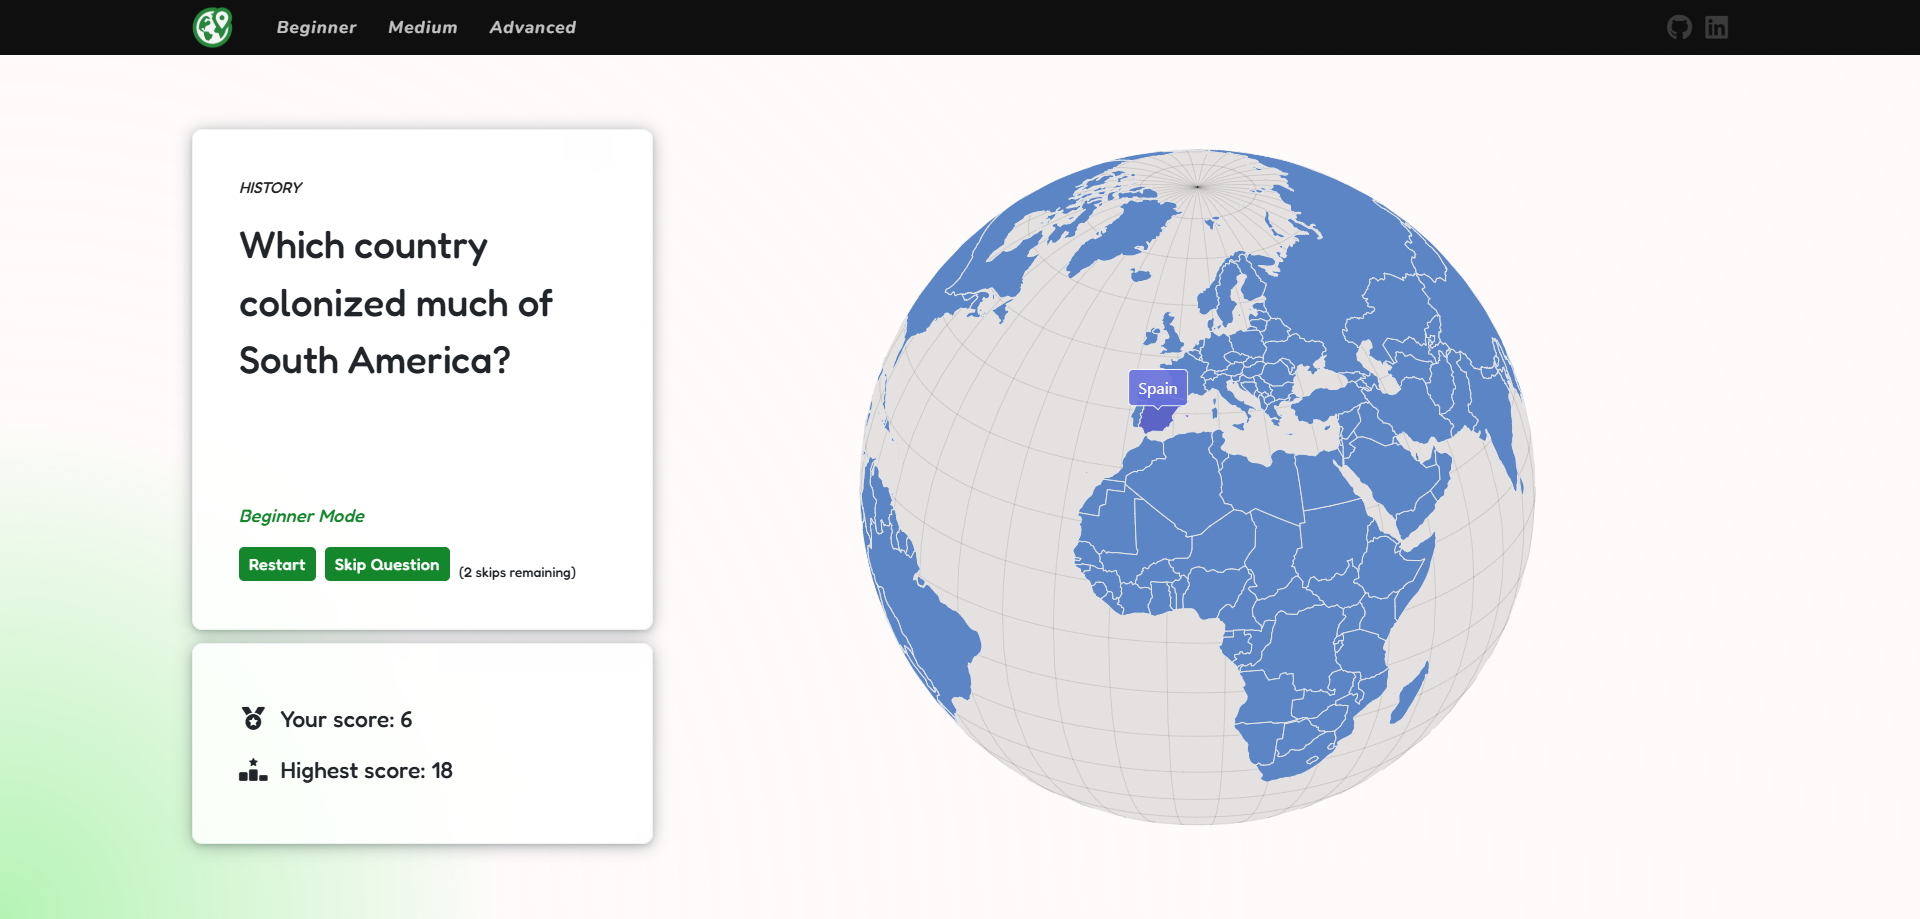 Beginner Medium Advanced
HISTORY
Which country
colonized much of
South America?
Beginner Mode
Restart Skip Question (2 skips remaining)
Your score: 6
Highest score: 18
Spain